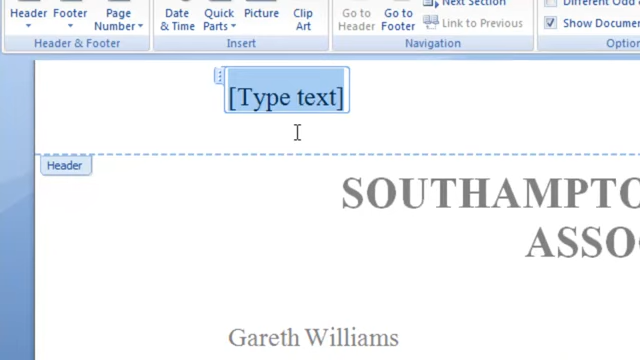 Next Section
Different Odd &
Header Footer Page Number
Date & Time Quick Parts Picture Clip Art
Go to Header Go to Footer
Link to Previous
Show Docume
Header & Footer Insert Navigation Optio
[Type text]
Header
SOUTHAMPTO
ASSO
Gareth Williams